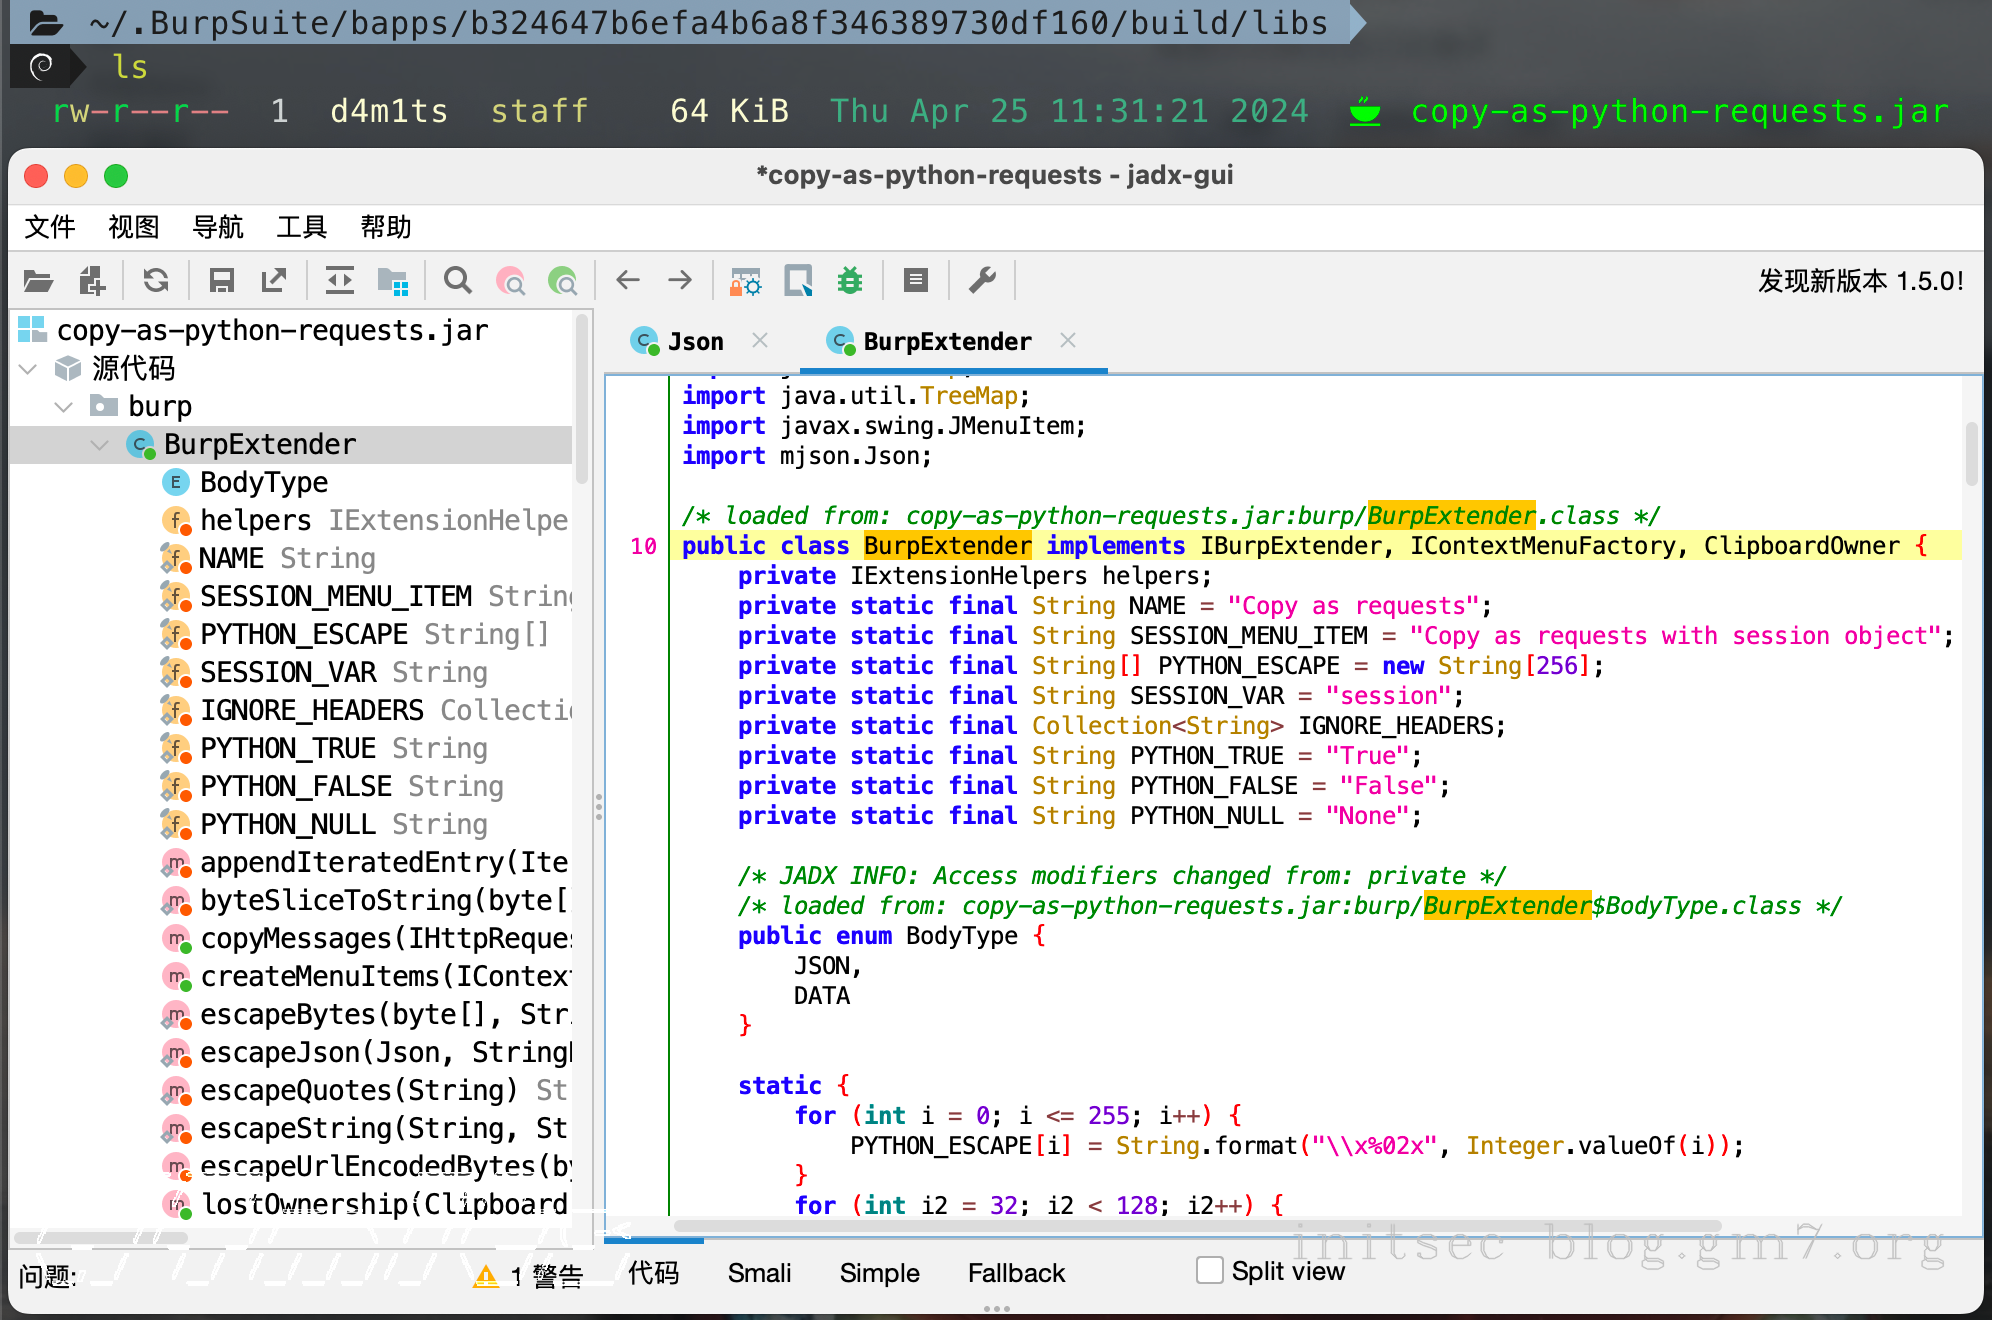 ~/.BurpSuite/bapps/b324647b6efa4b6a8f346389730df160/build/libs
ls
rw-r--r-- 1 d4m1ts staff 64 KiB Thu Apr 25 11:31:21 2024 copy-as-python-requests.jar
*copy-as-python-requests - jadx-gui
文件 视图 导航 工具 帮助
发现新版本 1.5.0!
copy-as-python-requests.jar
源代码
burp
BurpExtender
BodyType
helpers IExtensionHelpe
NAME String
SESSION_MENU_ITEM String
PYTHON_ESCAPE String[]
SESSION_VAR String
IGNORE_HEADERS Collectio
PYTHON_TRUE String
PYTHON_FALSE String
PYTHON_NULL String
appendIteratedEntry(Ite
byteSliceToString(byte[
copyMessages(IHttpReque
createMenuItems(IContex
escapeBytes(byte[], Str
escapeJson(Json, String
escapeQuotes(String) St
escapeString(String, St
escapeUrlEncodedBytes(by
lostOwnership(Clipboard
Json BurpExtender
import java.util.TreeMap;
import javax.swing.JMenuItem;
import mjson.Json;
/* loaded from: copy-as-python-requests.jar:burp/BurpExtender.class */
10 public class BurpExtender implements IBurpExtender, IContextMenuFactory, ClipboardOwner {
private IExtensionHelpers helpers;
private static final String NAME = "Copy as requests";
private static final String SESSION_MENU_ITEM = "Copy as requests with session object";
private static final String[] PYTHON_ESCAPE = new String[256];
private static final String SESSION_VAR = "session";
private static final Collection<String> IGNORE_HEADERS;
private static final String PYTHON_TRUE = "True";
private static final String PYTHON_FALSE = "False";
private static final String PYTHON_NULL = "None";
/* JADX INFO: Access modifiers changed from: private */
/* loaded from: copy-as-python-requests.jar:burp/BurpExtender$BodyType.class */
public enum BodyType {
JSON,
DATA
}
static {
for (int i = 0; i <= 255; i++) {
PYTHON_ESCAPE[i] = String.format("\\x%02x", Integer.valueOf(i));
}
for (int i2 = 32; i2 < 128; i2++) {
问题: 1 警告 代码 Smali Simple Fallback Split view
initsec blog.gm7.org